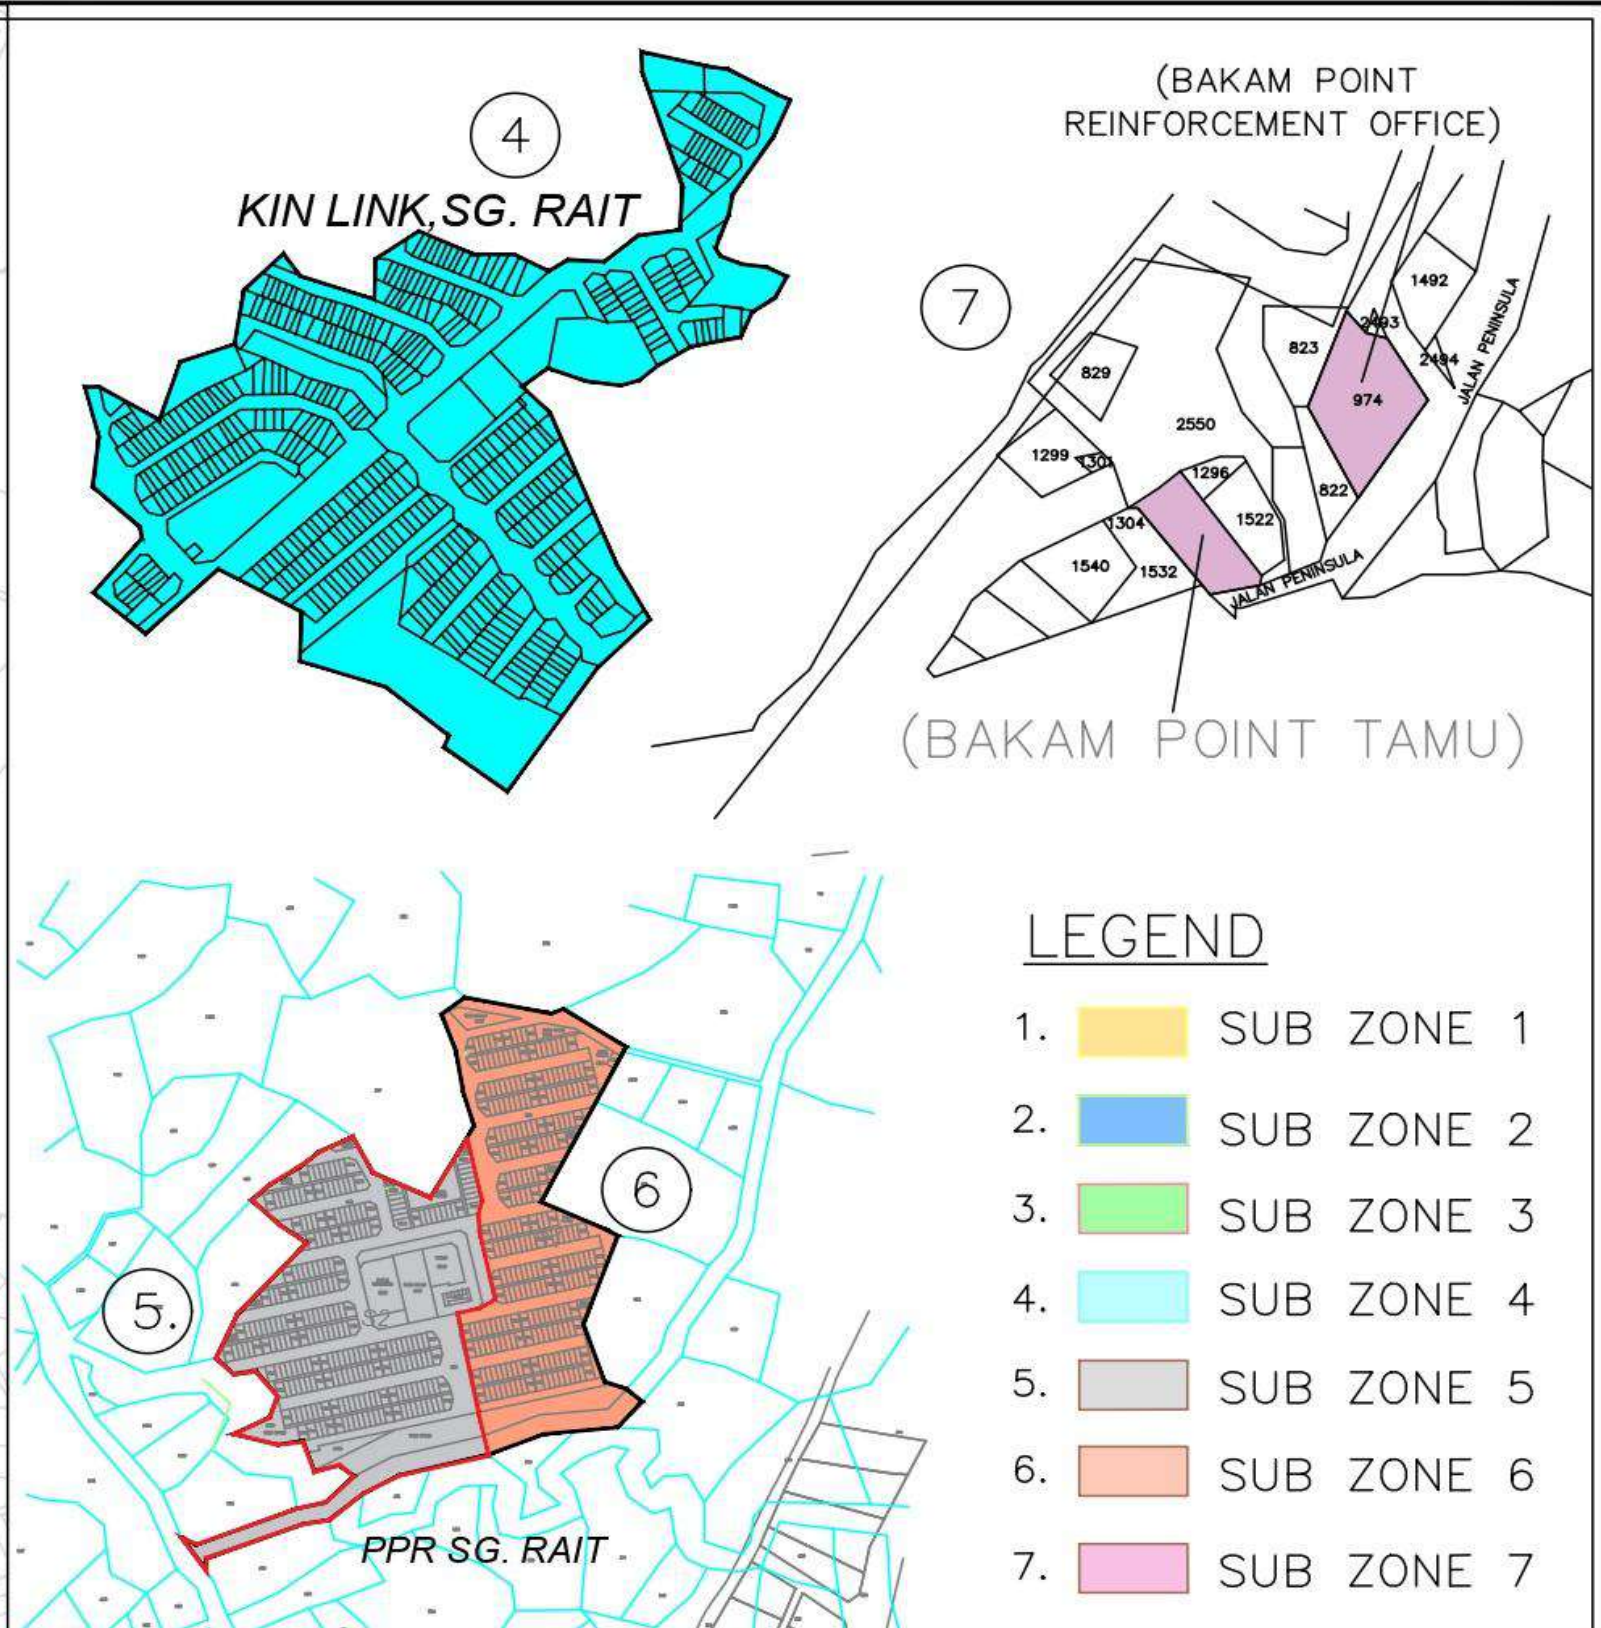 4
KIN LINK,SG. RAIT
(BAKAM POINT
REINFORCEMENT OFFICE)
7
1492
2493
2494
823
829
974
JALAN PENINSULA
2550
1299
1301
1296
822
1304
1522
1540
1532
JALAN PENINSULA
(BAKAM POINT TAMU)
6
5.
PPR SG. RAIT
LEGEND
1. SUB ZONE 1
2. SUB ZONE 2
3. SUB ZONE 3
4. SUB ZONE 4
5. SUB ZONE 5
6. SUB ZONE 6
7. SUB ZONE 7